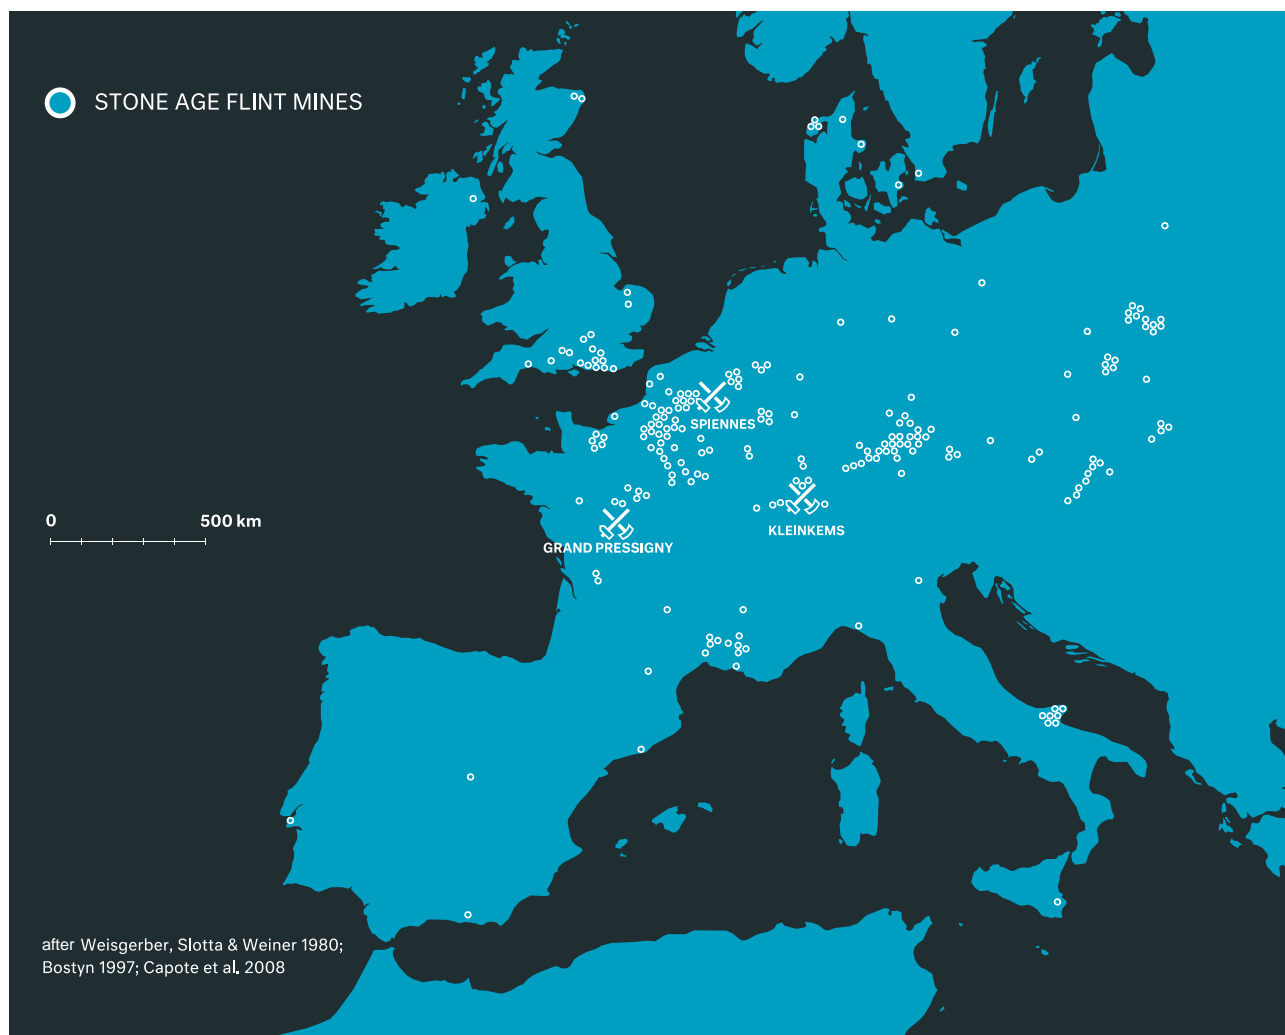 STONE AGE FLINT MINES
SPIENNES
0 500 km
KLEINKEMS
GRAND PRESSIGNY
after Weisgerber, Slotta & Weiner 1980;
Bostyn 1997; Capote et al. 2008